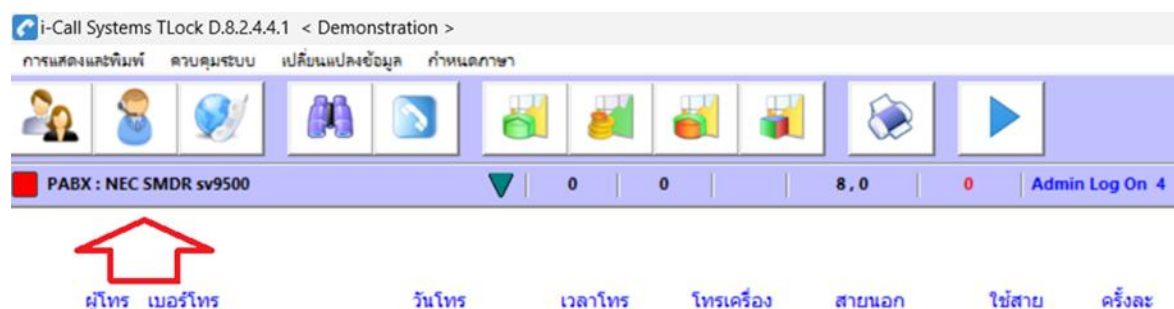 i-Call Systems TLock D.8.2.4.4.1 < Demonstration >
การแสดงและพิมพ์ ควบคุมระบบ เปลี่ยนแปลงข้อมูล กำหนดภาษา
PABX : NEC SMDR sv9500 0 0 8 , 0 0 Admin Log On 4
ผู้โทร เบอร์โทร วันโทร เวลาโทร โทรเครื่อง สายนอก ใช้สาย ครั้งละ